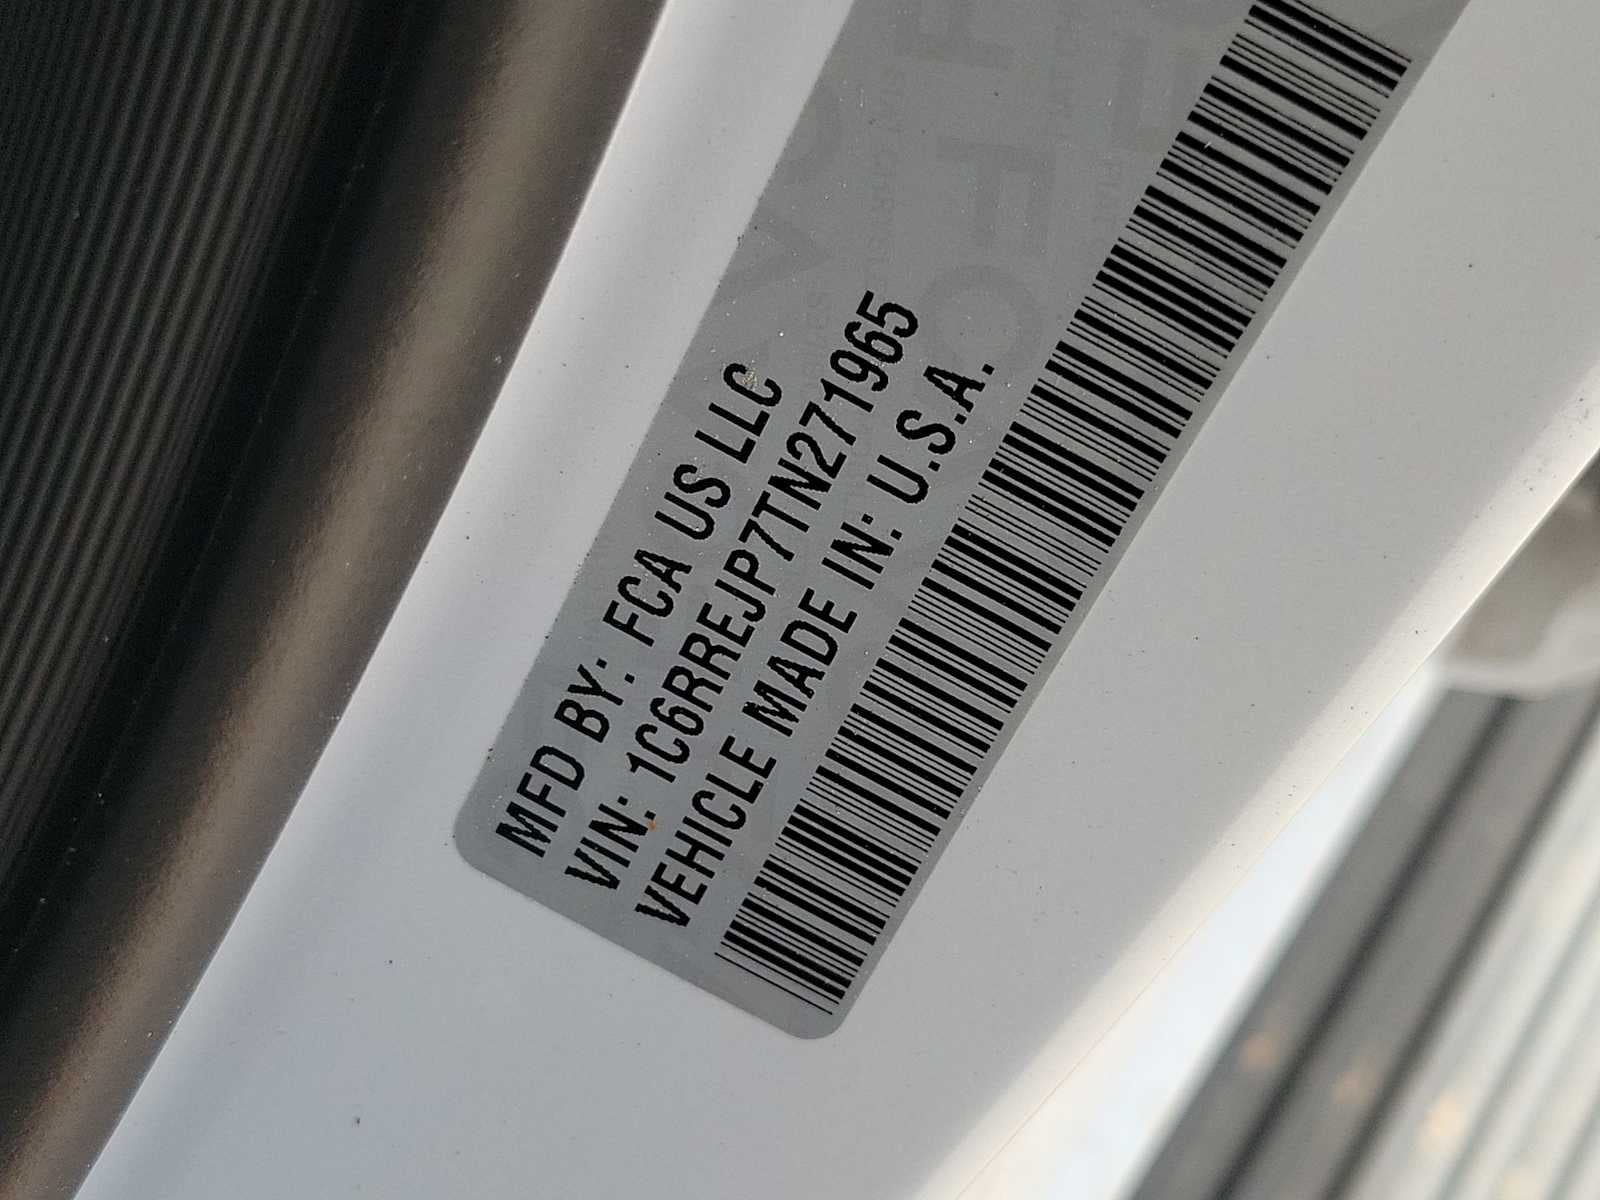 MFD BY: FCA US LLC
VIN: 1C6RREJP7TN271965
VEHICLE MADE IN: U.S.A.